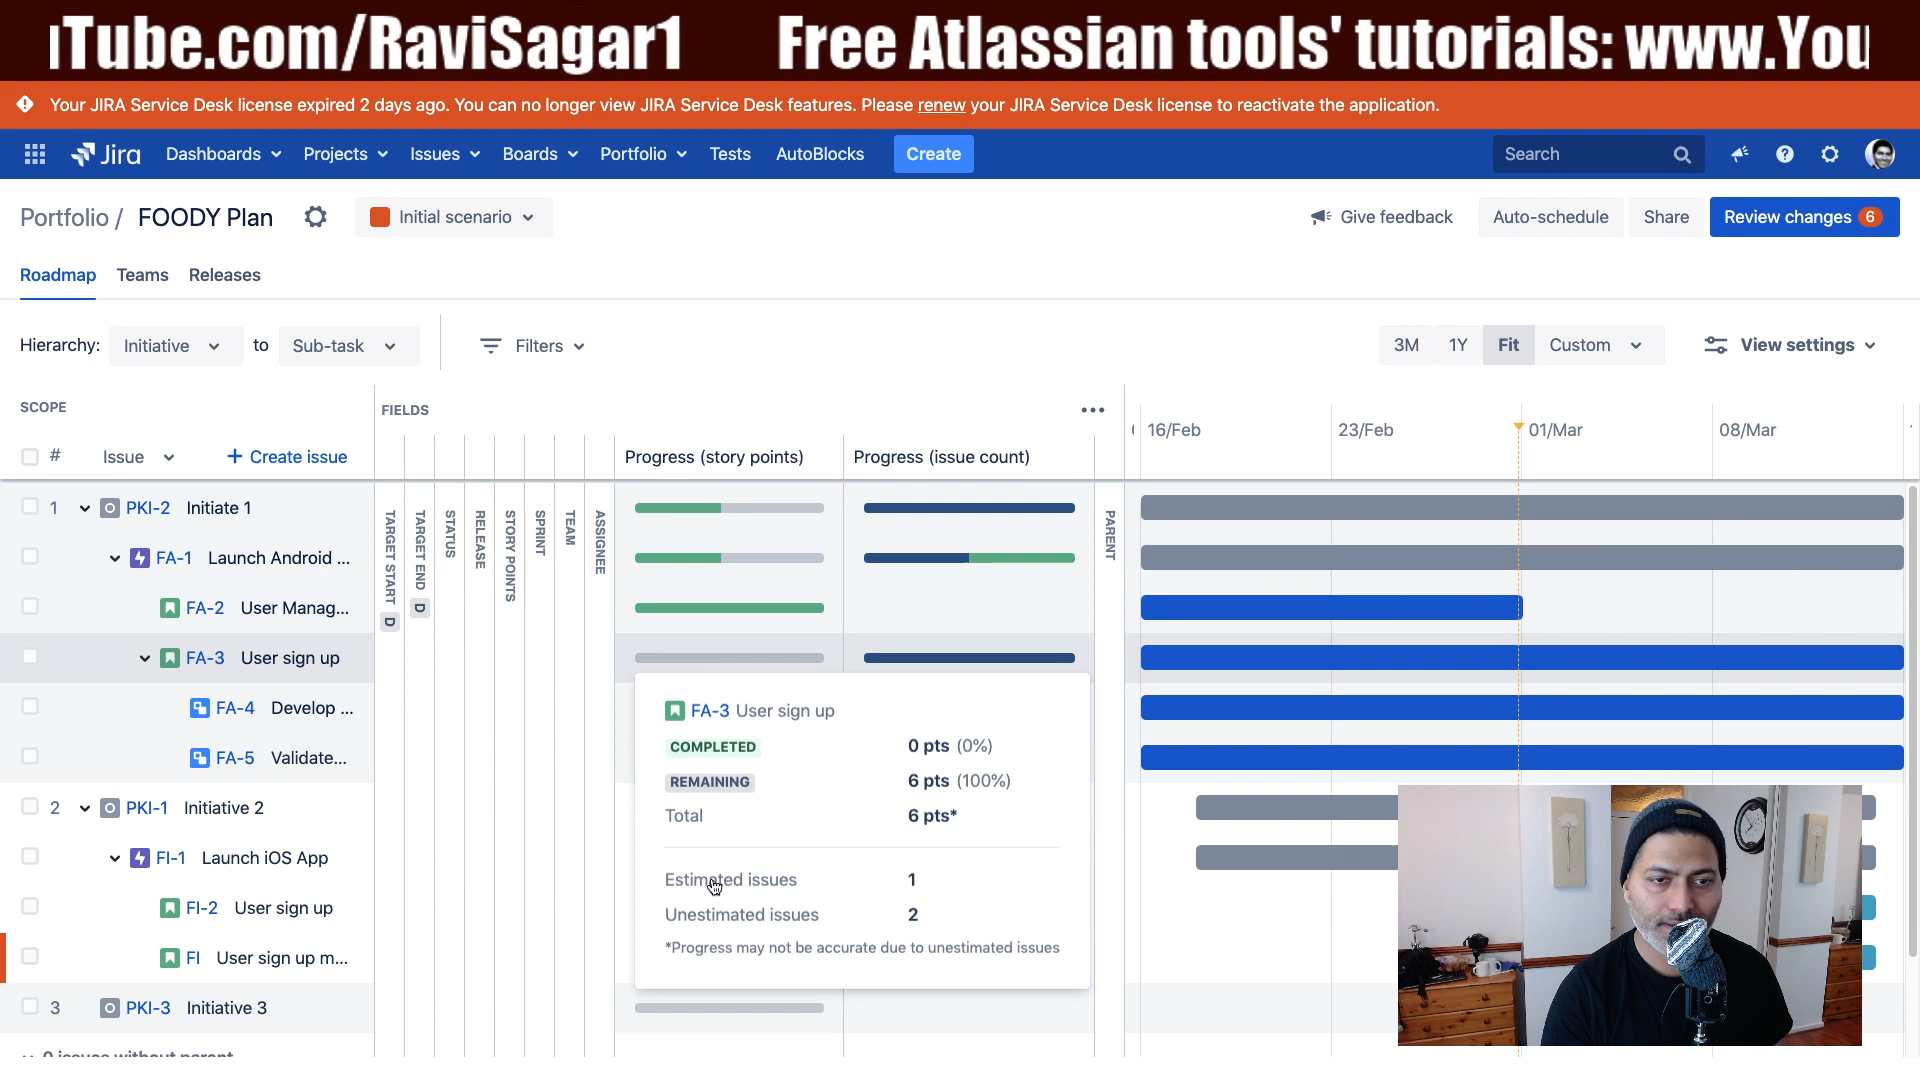 iTube.com/RaviSagar1 Free Atlassian tools' tutorials: www.You
Your JIRA Service Desk license expired 2 days ago. You can no longer view JIRA Service Desk features. Please renew your JIRA Service Desk license to reactivate the application.
Jira Dashboards Projects Issues Boards Portfolio Tests AutoBlocks Create Search
Portfolio / FOODY Plan Initial scenario Give feedback Auto-schedule Share Review changes 6
Roadmap Teams Releases
Hierarchy: Initiative to Sub-task Filters 3M 1Y Fit Custom View settings
SCOPE FIELDS
16/Feb 23/Feb 01/Mar 08/Mar
# Issue + Create issue Progress (story points) Progress (issue count)
TARGET START D
TARGET END D
STATUS
RELEASE
STORY POINTS
SPRINT
TEAM
ASSIGNEE
PARENT
1 PKI-2 Initiate 1
FA-1 Launch Android ...
FA-2 User Manag...
FA-3 User sign up
FA-4 Develop ...
FA-5 Validate...
2 PKI-1 Initiative 2
FI-1 Launch iOS App
FI-2 User sign up
FI User sign up m...
3 PKI-3 Initiative 3
0 issues without parent
FA-3 User sign up
COMPLETED 0 pts (0%)
REMAINING 6 pts (100%)
Total 6 pts*
Estimated issues 1
Unestimated issues 2
*Progress may not be accurate due to unestimated issues